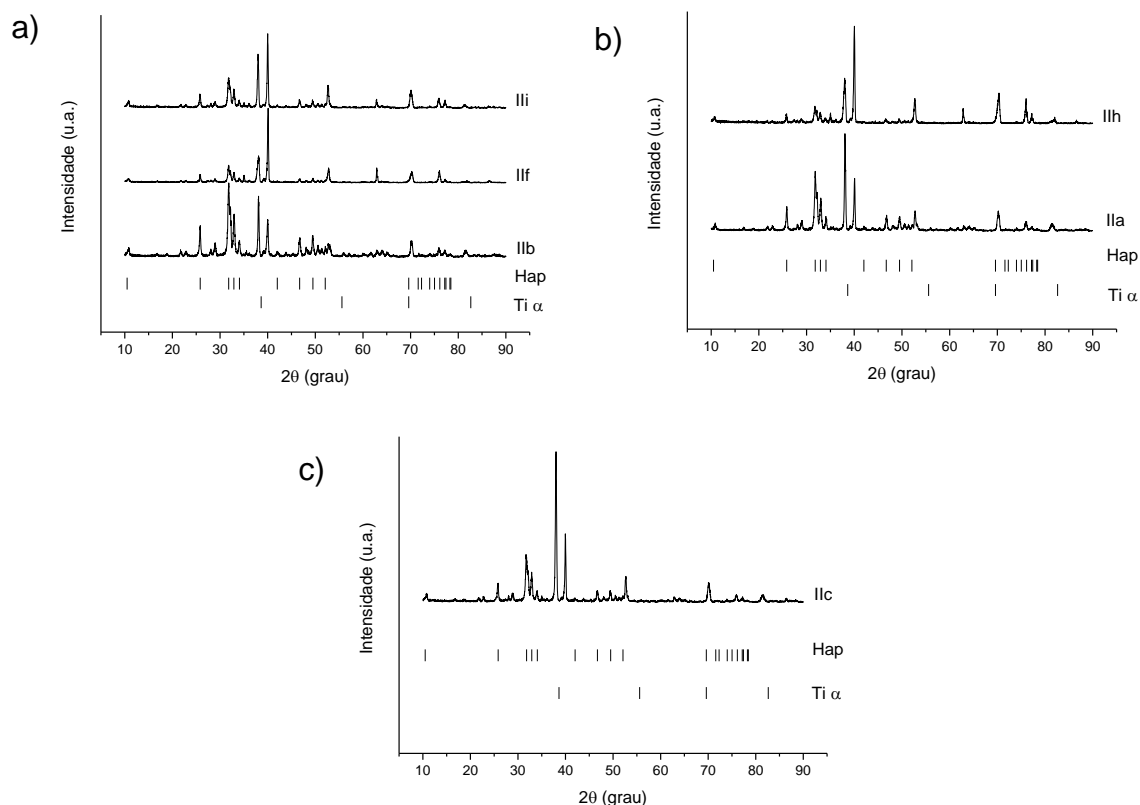 a)
Intensidade (u.a.)
IIi
IIf
IIb
Hap
Ti α
10 20 30 40 50 60 70 80 90
2θ (grau)
b)
Intensidade (u.a.)
IIh
IIa
Hap
Ti α
10 20 30 40 50 60 70 80 90
2θ (grau)
c)
Intensidade (u.a.)
IIc
Hap
Ti α
10 20 30 40 50 60 70 80 90
2θ (grau)